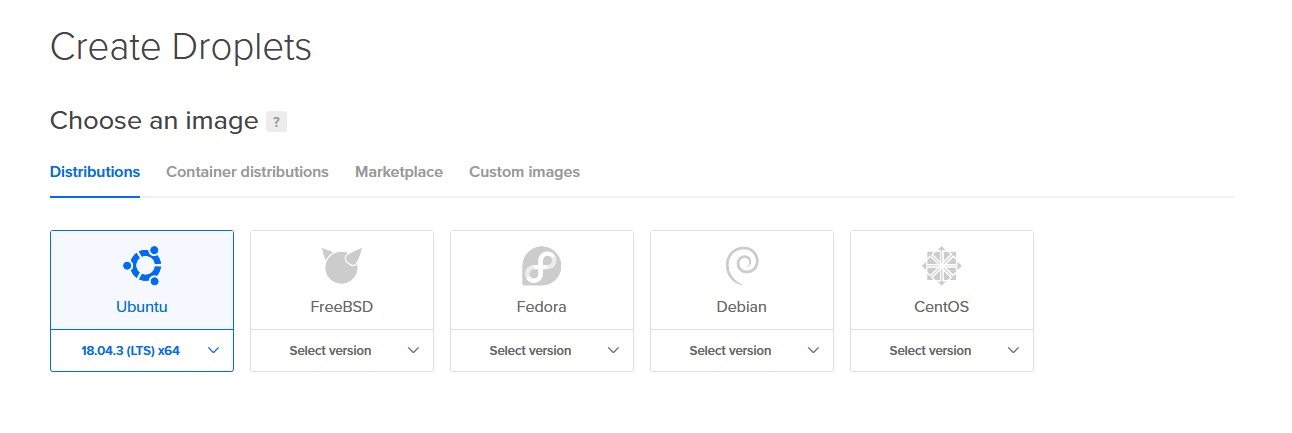 Create Droplets
Choose an image ?
Distributions Container distributions Marketplace Custom images
Ubuntu FreeBSD Fedora Debian CentOS
18.04.3 (LTS) x64 Select version Select version Select version Select version